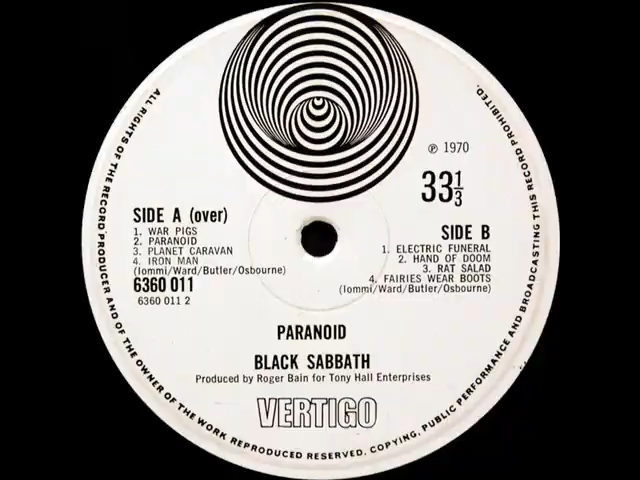 ALL RIGHTS OF THE RECORD PRODUCER AND OF THE OWNER OF THE WORK REPRODUCED RESERVED. COPYING, PUBLIC PERFORMANCE AND BROADCASTING THIS RECORD PROHIBITED.
℗ 1970
33 1/3
SIDE A (over)
1. WAR PIGS
2. PARANOID
3. PLANET CARAVAN
4. IRON MAN
(Iommi/Ward/Butler/Osbourne)
6360 011
6360 011 2
SIDE B
1. ELECTRIC FUNERAL
2. HAND OF DOOM
3. RAT SALAD
4. FAIRIES WEAR BOOTS
(Iommi/Ward/Butler/Osbourne)
PARANOID
BLACK SABBATH
Produced by Roger Bain for Tony Hall Enterprises
VERTIGO